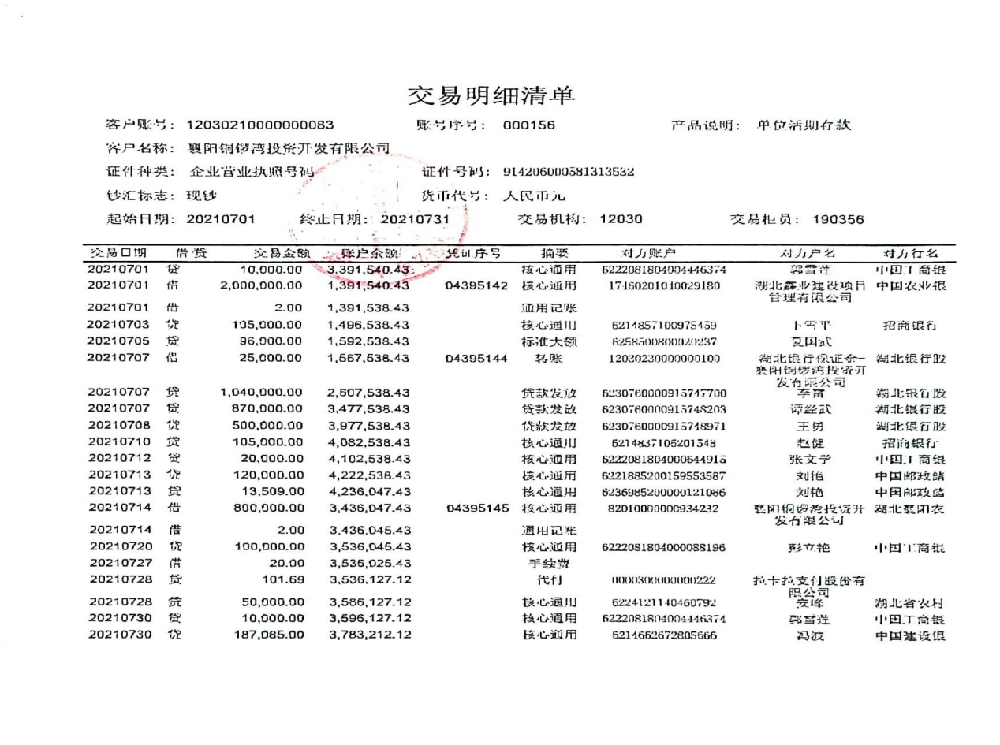 交易明细清单
客户账号： 12030210000000083 账号序号： 000156 产品说明： 单位活期存款
客户名称： 襄阳铜锣湾投资开发有限公司
证件种类： 企业营业执照号码 证件号码： 914206000581313532
钞汇标志： 现钞 货币代号： 人民币元
起始日期： 20210701 终止日期： 20210731 交易机构： 12030 交易柜员： 190356
交易日期 借/贷 交易金额 账户余额 凭证序号 摘要 对方账户 对方户名 对方行名
20210701 贷 10,000.00 3,391,540.43 核心通用 6222081804004446374 郭雪莲 中国工商银
20210701 借 2,000,000.00 1,391,540.43 04395142 核心通用 17460201040029180 湖北鑫业建设项目 中国农业银
管理有限公司
20210701 借 2.00 1,391,538.43 通用记账
20210703 贷 105,000.00 1,496,538.43 核心通用 6214857100975459 卜雪平 招商银行
20210705 贷 96,000.00 1,592,538.43 标准大额 6258500800020237 夏国武
20210707 借 25,000.00 1,567,538.43 04395144 转账 12030230000000100 湖北银行保证金- 湖北银行股
襄阳铜锣湾投资开
发有限公司
20210707 贷 1,040,000.00 2,607,538.43 贷款发放 6230760000915747700 李富 湖北银行股
20210707 贷 870,000.00 3,477,538.43 贷款发放 6230760000915748203 谭经武 湖北银行股
20210708 贷 500,000.00 3,977,538.43 贷款发放 6230760000915748971 王勇 湖北银行股
20210710 贷 105,000.00 4,082,538.43 核心通用 6214837106201548 赵健 招商银行
20210712 贷 20,000.00 4,102,538.43 核心通用 6222081804000644915 张文学 中国工商银
20210713 贷 120,000.00 4,222,538.43 核心通用 6221885200159553587 刘艳 中国邮政储
20210713 贷 13,509.00 4,236,047.43 核心通用 6236985200000121086 刘艳 中国邮政储
20210714 借 800,000.00 3,436,047.43 04395145 核心通用 82010000000934232 襄阳铜锣湾投资开 湖北襄阳农
发有限公司
20210714 借 2.00 3,436,045.43 通用记账
20210720 贷 100,000.00 3,536,045.43 核心通用 6222081804000088196 彭立艳 中国工商银
20210727 借 20.00 3,536,025.43 手续费
20210728 贷 101.69 3,536,127.12 代付 0000300000000222 拉卡拉支付股份有
限公司
20210728 贷 50,000.00 3,586,127.12 核心通用 6224121140460792 安峰 湖北省农村
20210730 贷 10,000.00 3,596,127.12 核心通用 6222081804004446374 郭雪莲 中国工商银
20210730 贷 187,085.00 3,783,212.12 核心通用 6214662672805666 冯波 中国建设银